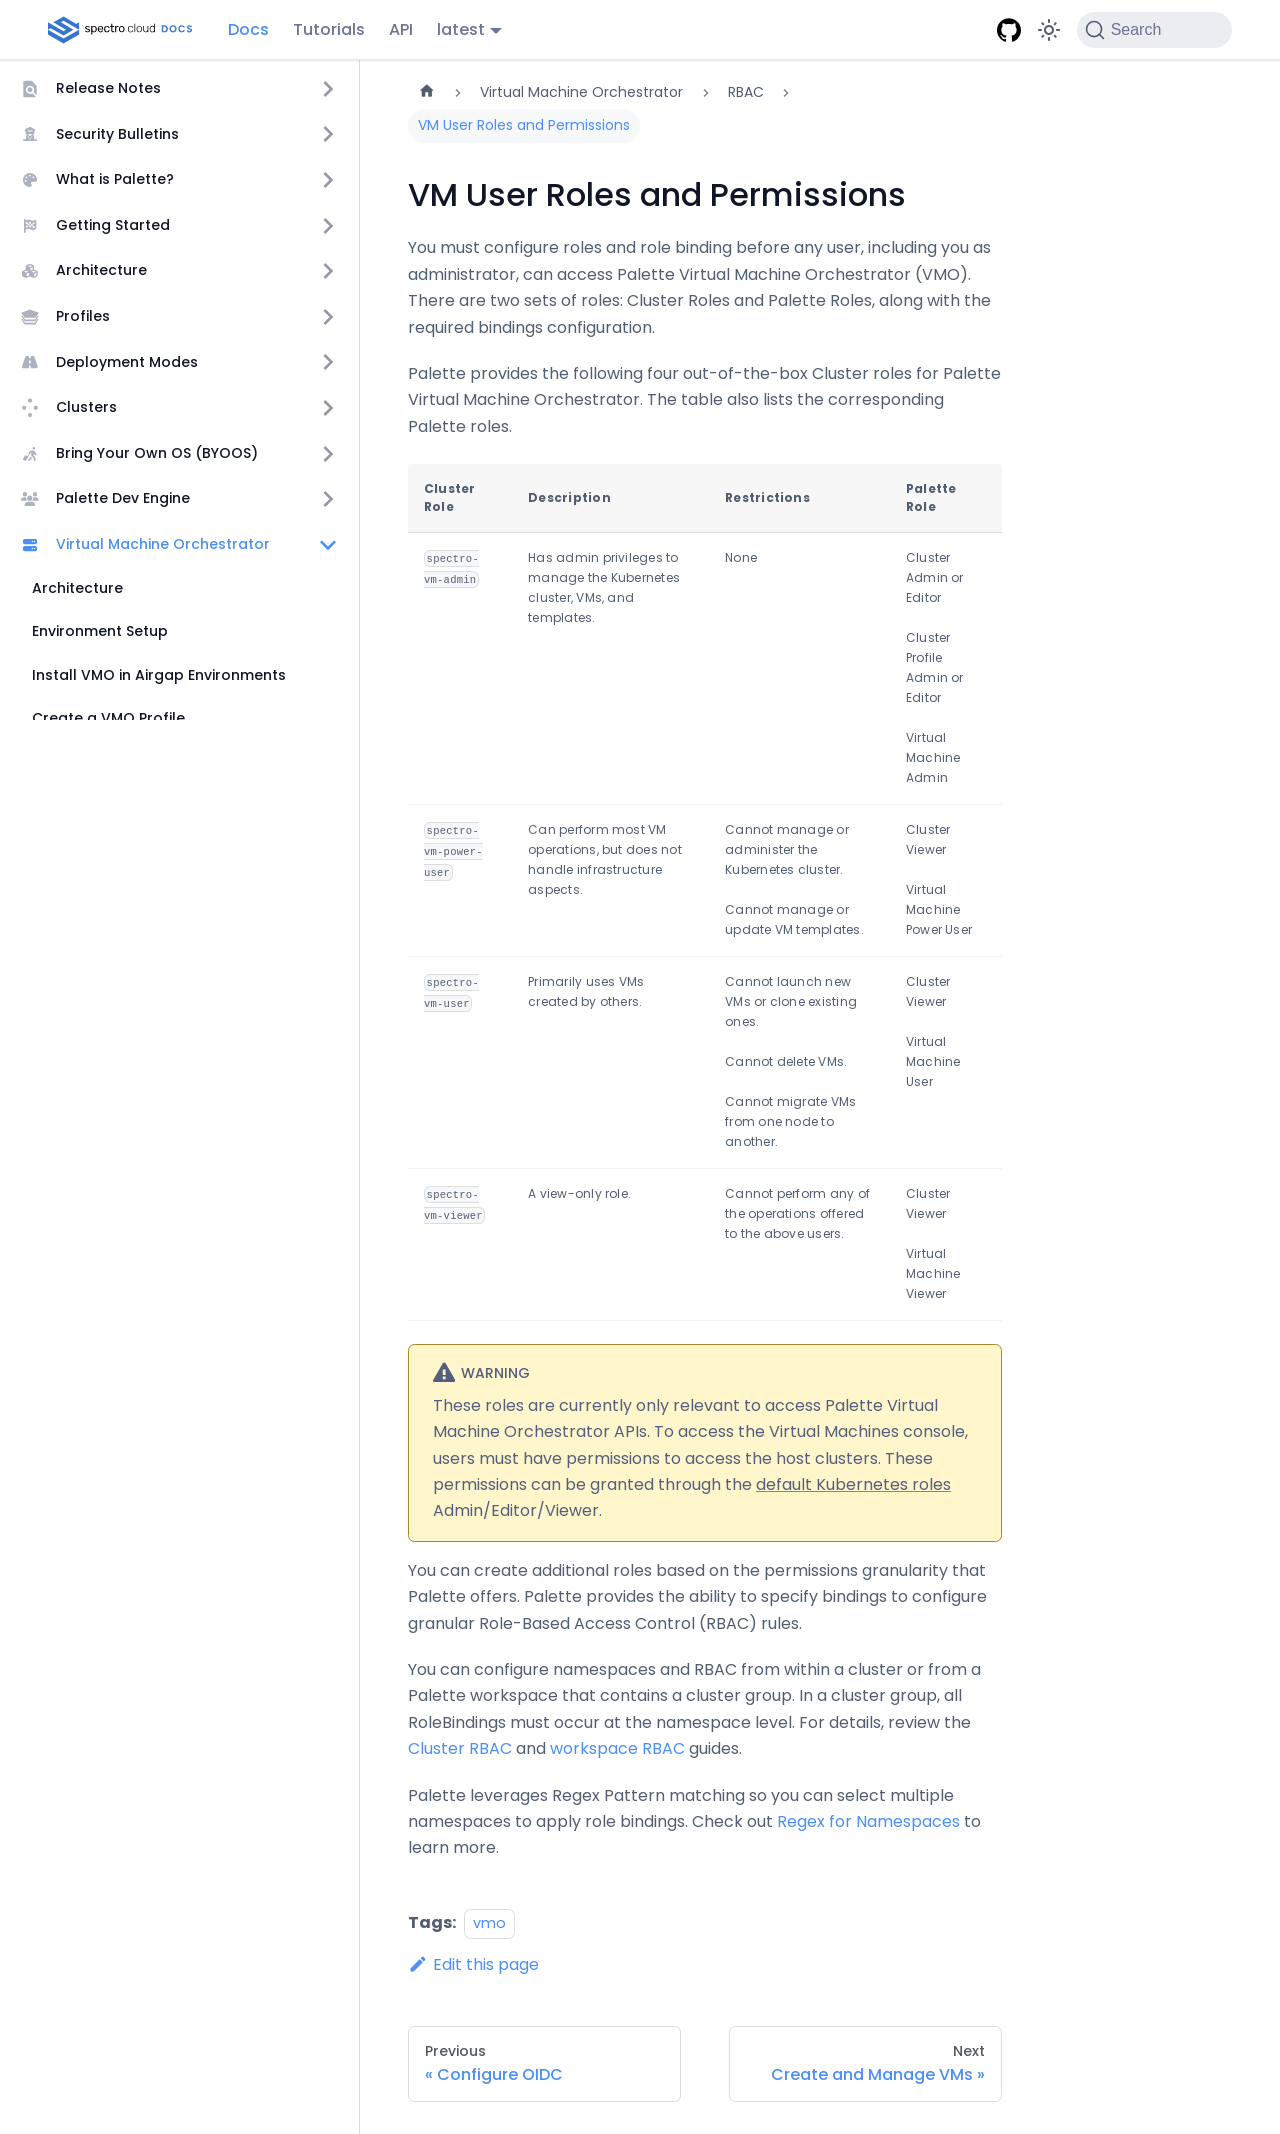 spectro cloud DOCS
Docs
Tutorials
API
latest
Search
Release Notes
Security Bulletins
What is Palette?
Getting Started
Architecture
Profiles
Deployment Modes
Clusters
Bring Your Own OS (BYOOS)
Palette Dev Engine
Virtual Machine Orchestrator
Architecture
Environment Setup
Install VMO in Airgap Environments
Create a VMO Profile
Virtual Machine Orchestrator
RBAC
VM User Roles and Permissions
VM User Roles and Permissions
You must configure roles and role binding before any user, including you as
administrator, can access Palette Virtual Machine Orchestrator (VMO).
There are two sets of roles: Cluster Roles and Palette Roles, along with the
required bindings configuration.
Palette provides the following four out-of-the-box Cluster roles for Palette
Virtual Machine Orchestrator. The table also lists the corresponding
Palette roles.
Cluster
Role
Description
Restrictions
Palette
Role
spectro-
vm-admin
Has admin privileges to
manage the Kubernetes
cluster, VMs, and
templates.
None
Cluster
Admin or
Editor
Cluster
Profile
Admin or
Editor
Virtual
Machine
Admin
spectro-
vm-power-
user
Can perform most VM
operations, but does not
handle infrastructure
aspects.
Cannot manage or
administer the
Kubernetes cluster.
Cannot manage or
update VM templates.
Cluster
Viewer
Virtual
Machine
Power User
spectro-
vm-user
Primarily uses VMs
created by others.
Cannot launch new
VMs or clone existing
ones.
Cannot delete VMs.
Cannot migrate VMs
from one node to
another.
Cluster
Viewer
Virtual
Machine
User
spectro-
vm-viewer
A view-only role.
Cannot perform any of
the operations offered
to the above users.
Cluster
Viewer
Virtual
Machine
Viewer
WARNING
These roles are currently only relevant to access Palette Virtual
Machine Orchestrator APIs. To access the Virtual Machines console,
users must have permissions to access the host clusters. These
permissions can be granted through the default Kubernetes roles
Admin/Editor/Viewer.
You can create additional roles based on the permissions granularity that
Palette offers. Palette provides the ability to specify bindings to configure
granular Role-Based Access Control (RBAC) rules.
You can configure namespaces and RBAC from within a cluster or from a
Palette workspace that contains a cluster group. In a cluster group, all
RoleBindings must occur at the namespace level. For details, review the
Cluster RBAC and workspace RBAC guides.
Palette leverages Regex Pattern matching so you can select multiple
namespaces to apply role bindings. Check out Regex for Namespaces to
learn more.
Tags: vmo
Edit this page
Previous
« Configure OIDC
Next
Create and Manage VMs »